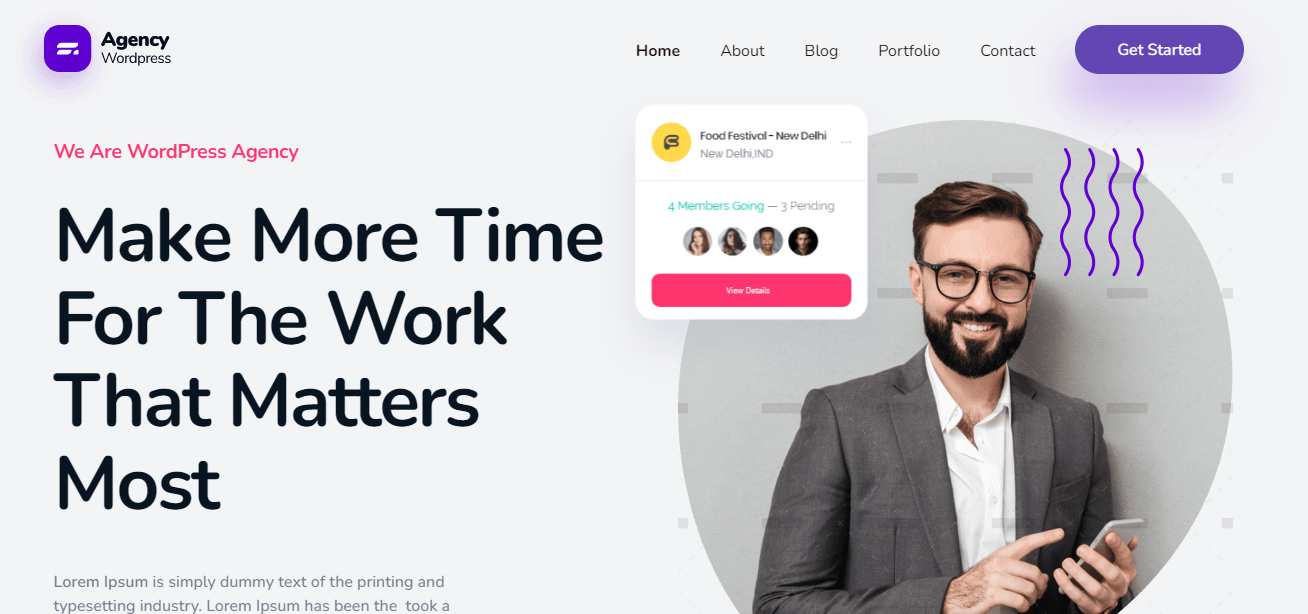 Agency
Wordpress
Home
About
Blog
Portfolio
Contact
Get Started
We Are WordPress Agency
Make More Time
For The Work
That Matters
Most
Lorem Ipsum is simply dummy text of the printing and
typesetting industry. Lorem Ipsum has been the took a
Food Festival - New Delhi
New Delhi,IND
4 Members Going — 3 Pending
View Details